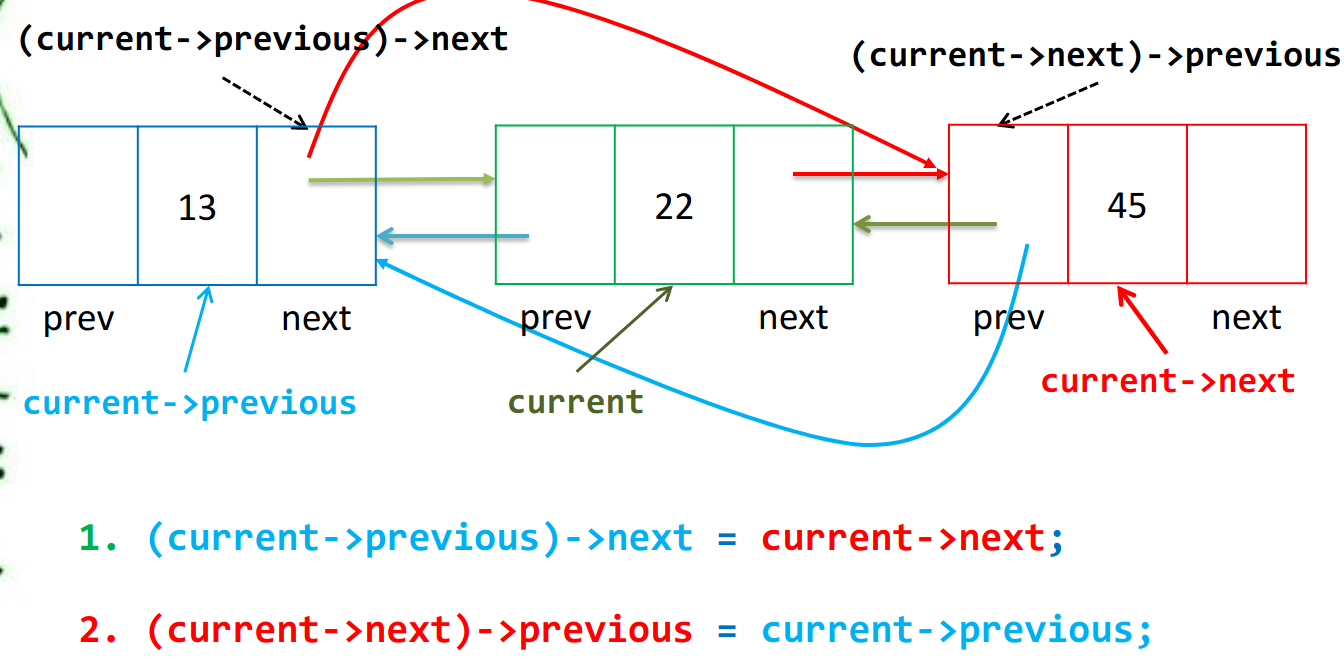 (current->previous)->next
(current->next)->previous
13
22
45
prev next prev next prev next
current->previous
current
current->next
1. (current->previous)->next = current->next;
2. (current->next)->previous = current->previous;